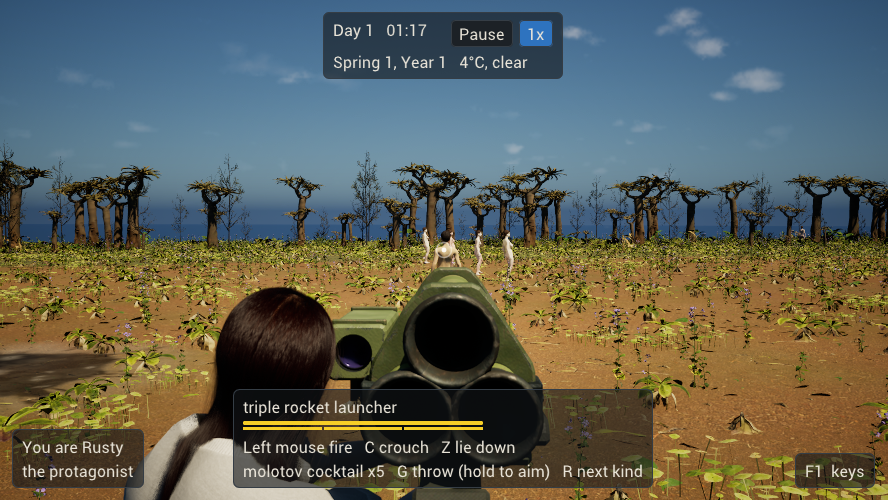 Day 1 01:17 Pause 1x
Spring 1, Year 1 4°C, clear
triple rocket launcher
Left mouse fire C crouch Z lie down
molotov cocktail x5 G throw (hold to aim) R next kind
You are Rusty
the protagonist
F1 keys